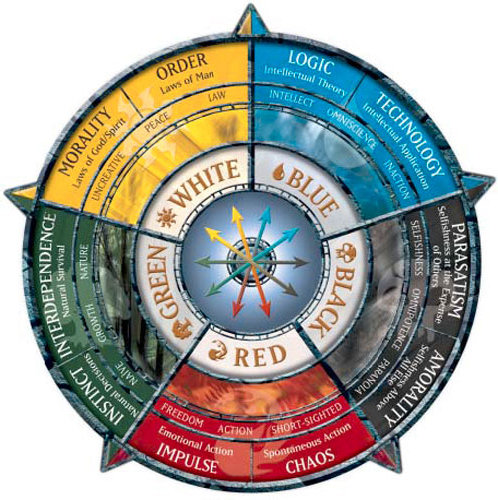 ORDER
Laws of Man
LAW
PEACE
UNCREATIVE
MORALITY
Laws of God/Spirit
WHITE
LOGIC
Intellectual Theory
TECHNOLOGY
Intellectual Application
INTELLECT
OMNISCIENCE
INACTION
BLUE
PARASATISM
Selfishness at the Expense
of Others
AMORALITY
Selfishness Above
All Else
SELFISHNESS
OMNIPOTENCE
PARANOIA
BLACK
RED
FREEDOM
ACTION
SHORT-SIGHTED
Emotional Action
IMPULSE
Spontaneous Action
CHAOS
GREEN
INTERDEPENDENCE
Natural Survival
INSTINCT
Natural Decisions
NATURE
GROWTH
NAIVE